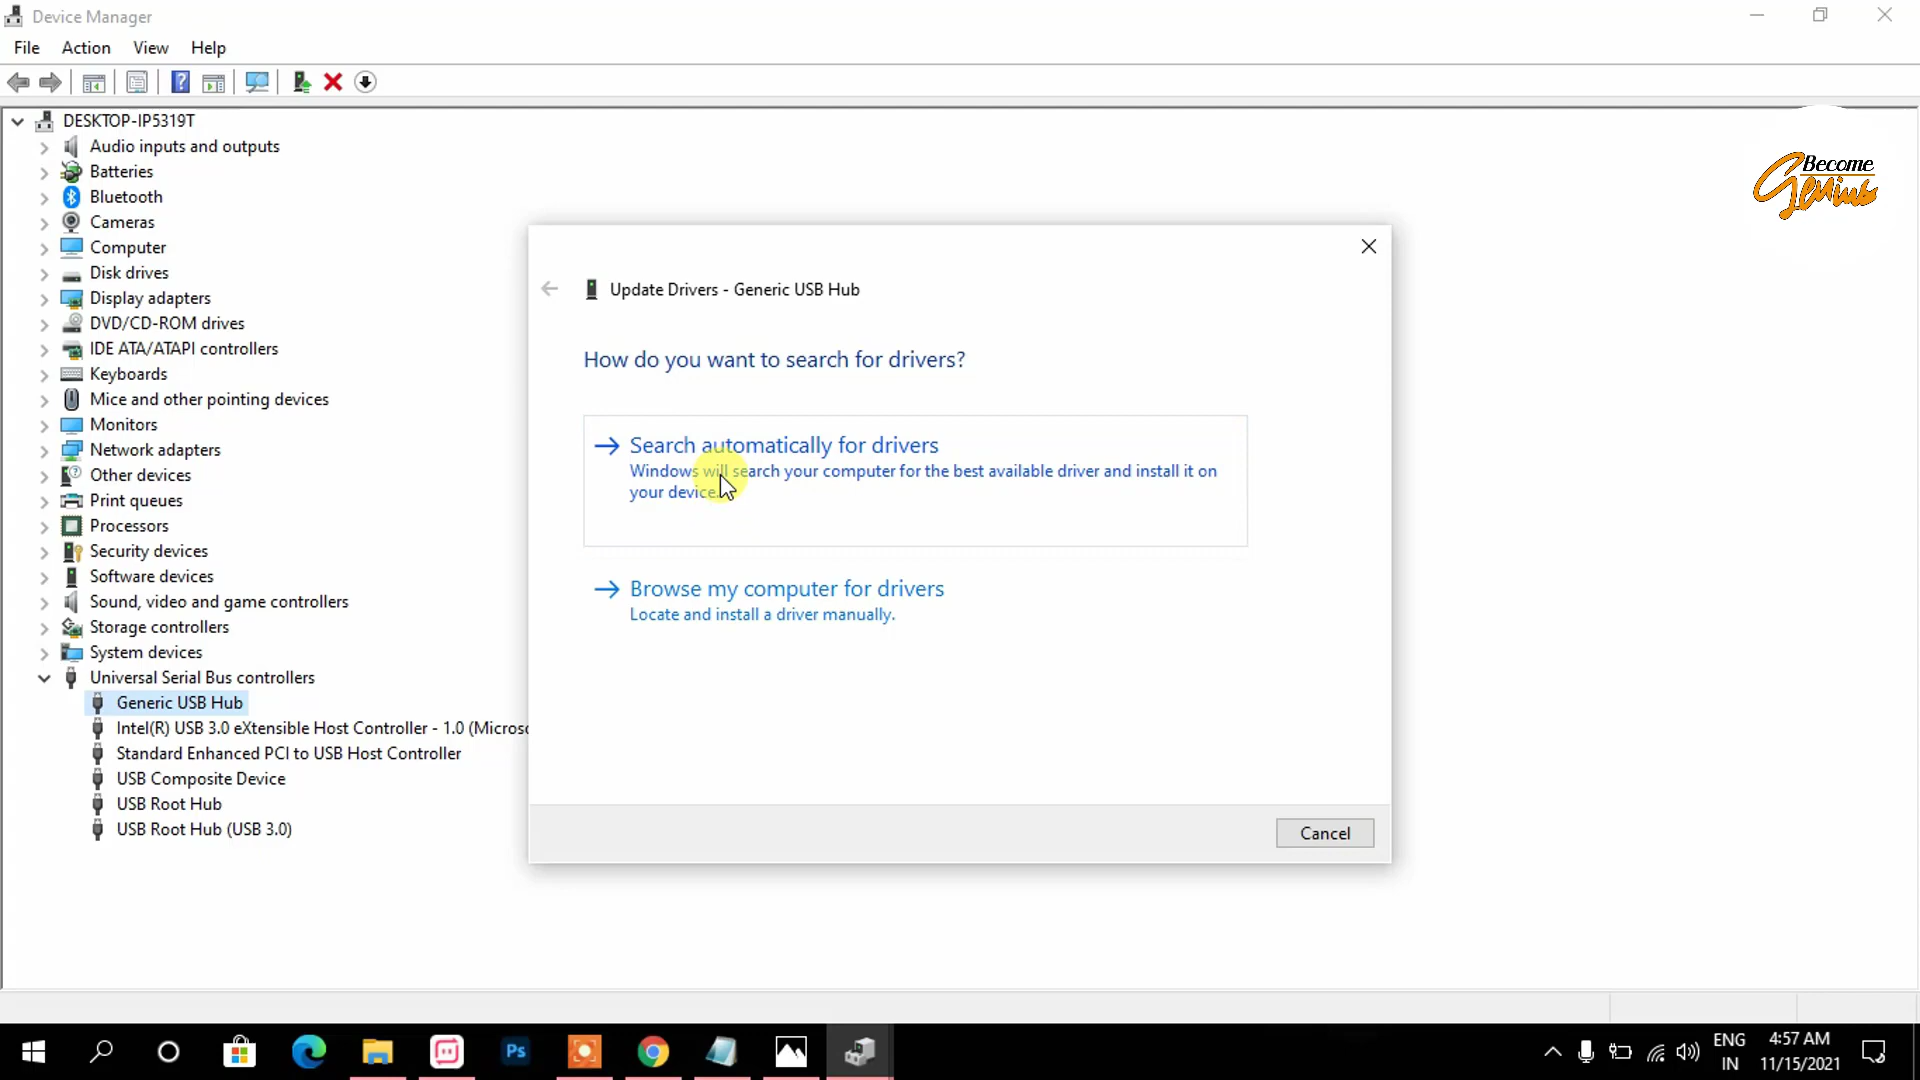 Device Manager
File Action View Help
DESKTOP-IP5319T
Audio inputs and outputs
Batteries
Bluetooth
Cameras
Computer
Disk drives
Display adapters
DVD/CD-ROM drives
IDE ATA/ATAPI controllers
Keyboards
Mice and other pointing devices
Monitors
Network adapters
Other devices
Print queues
Processors
Security devices
Software devices
Sound, video and game controllers
Storage controllers
System devices
Universal Serial Bus controllers
Generic USB Hub
Intel(R) USB 3.0 eXtensible Host Controller - 1.0 (Microso
Standard Enhanced PCI to USB Host Controller
USB Composite Device
USB Root Hub
USB Root Hub (USB 3.0)
Become
Genius
Update Drivers - Generic USB Hub
How do you want to search for drivers?
Search automatically for drivers
Windows will search your computer for the best available driver and install it on
your device.
Browse my computer for drivers
Locate and install a driver manually.
Cancel
Ps
ENG
IN
4:57 AM
11/15/2021